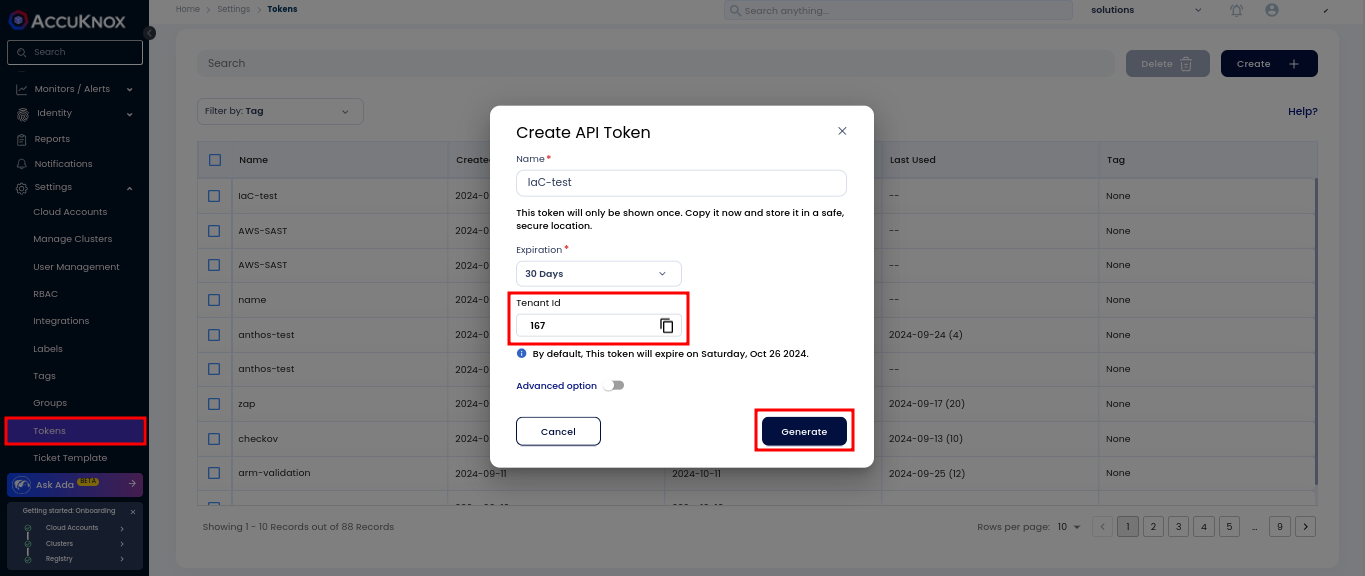 ACCUKNOX
Home > Settings > Tokens
Search anything...
solutions
Search
Monitors / Alerts
Identity
Reports
Notifications
Settings
Cloud Accounts
Manage Clusters
User Management
RBAC
Integrations
Labels
Tags
Groups
Tokens
Ticket Template
Ask Ada BETA
Getting started: Onboarding
Cloud Accounts
Clusters
Registry
Search
Delete
Create
Filter by: Tag
Help?
Name Last Used Tag
IaC-test 2024-0 -- None
AWS-SAST 2024-0 -- None
AWS-SAST 2024-0 -- None
name 2024-0 -- None
anthos-test 2024-0 2024-09-24 (4) None
anthos-test 2024-0 -- None
zap 2024-0 2024-09-17 (20) None
checkov 2024-0 2024-09-13 (10) None
arm-validation 2024-09-11 2024-10-11 2024-09-25 (12) None
Create API Token
Name *
IaC-test
This token will only be shown once. Copy it now and store it in a safe,
secure location.
Expiration *
30 Days
Tenant Id
167
By default, This token will expire on Saturday, Oct 26 2024.
Advanced option
Cancel
Generate
Showing 1 - 10 Records out of 88 Records
Rows per page: 10
1 2 3 4 5 ... 9